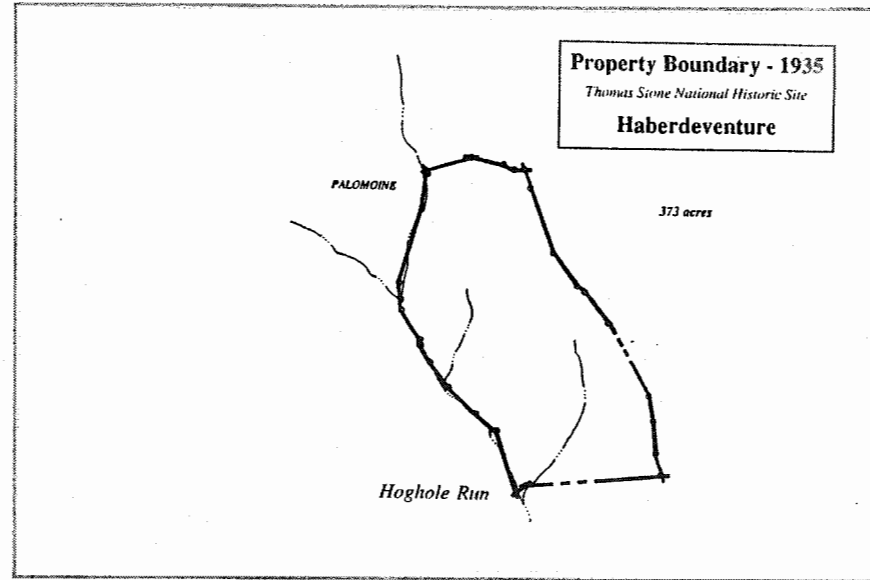 Property Boundary - 1935
Thomas Stone National Historic Site
Haberdeventure
PALOMOINE
373 acres
Hoghole Run